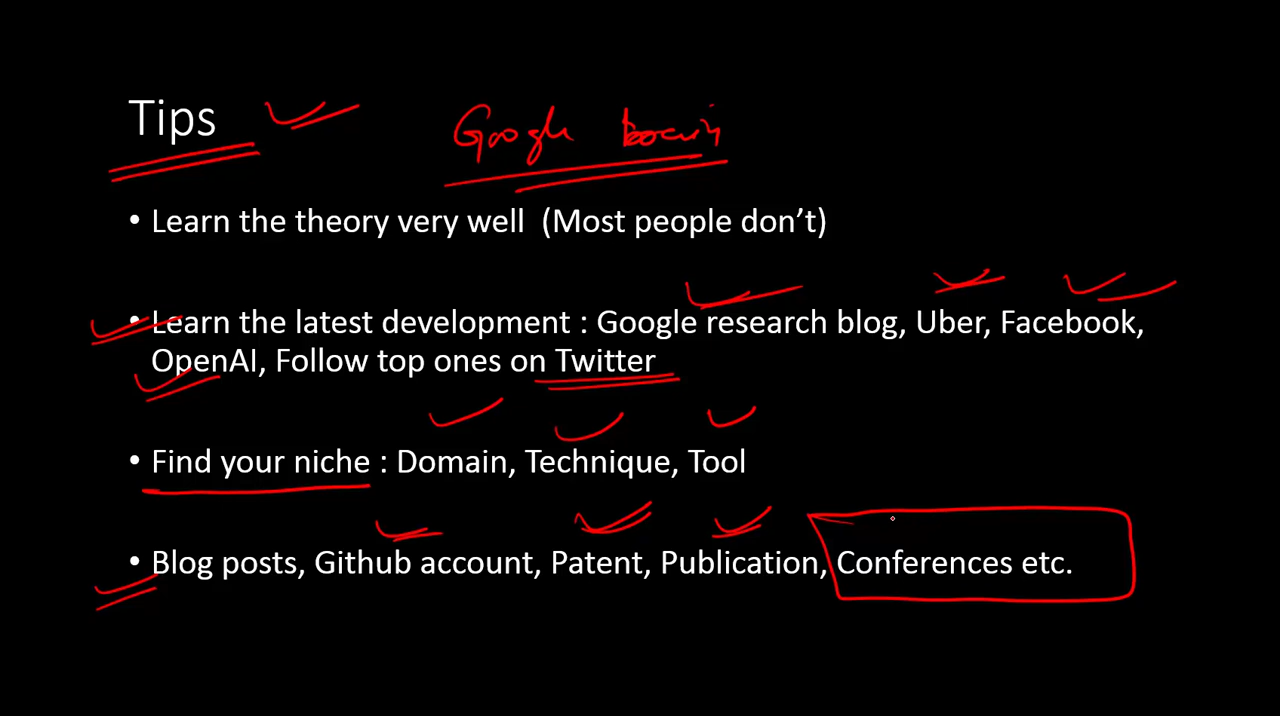 Tips
Google
• Learn the theory very well (Most people don’t)
• Learn the latest development : Google research blog, Uber, Facebook,
OpenAI, Follow top ones on Twitter
• Find your niche : Domain, Technique, Tool
• Blog posts, Github account, Patent, Publication, Conferences etc.